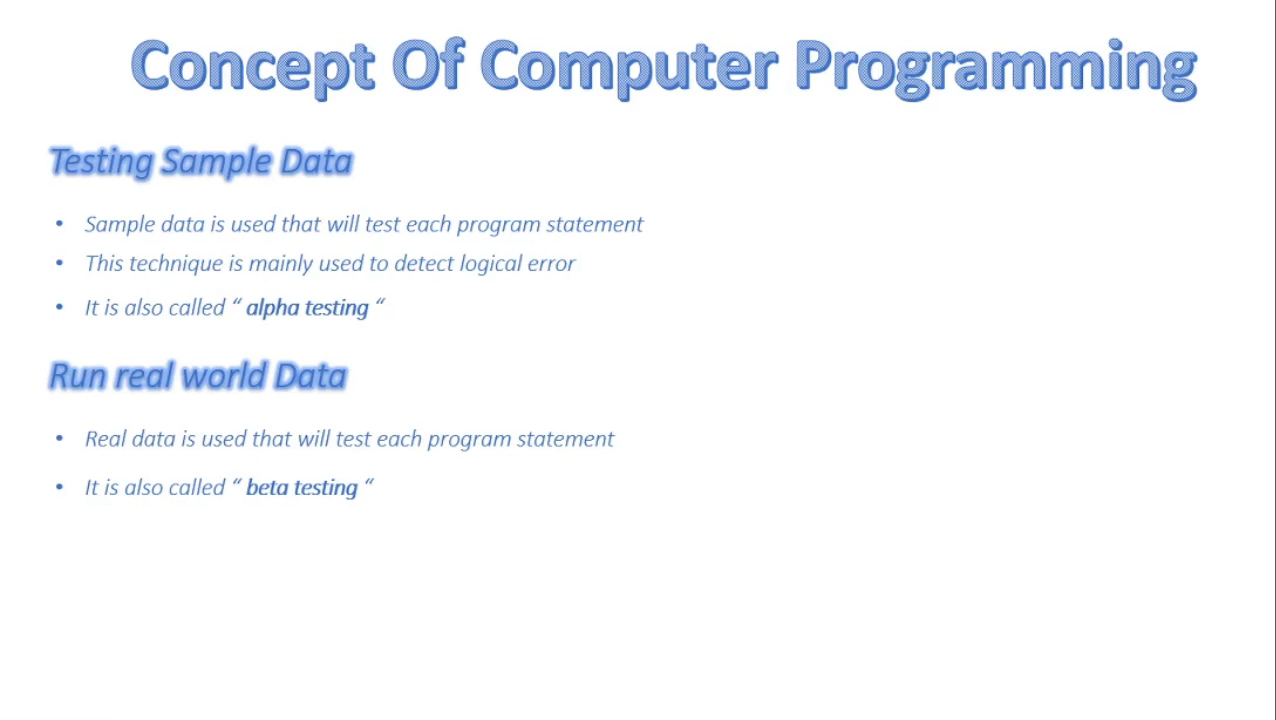 Concept Of Computer Programming
Testing Sample Data
• Sample data is used that will test each program statement
• This technique is mainly used to detect logical error
• It is also called “ alpha testing “
Run real world Data
• Real data is used that will test each program statement
• It is also called “ beta testing “